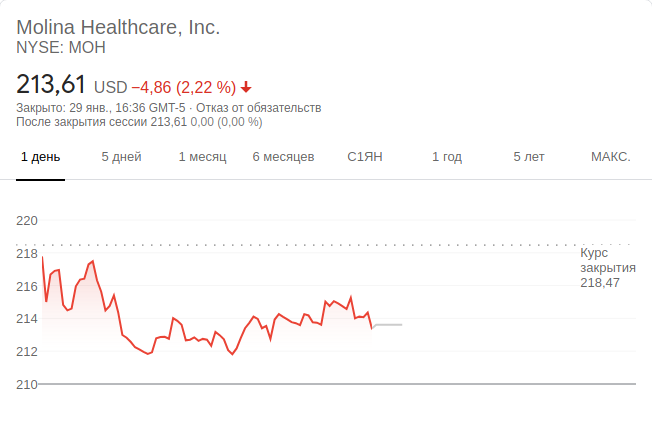 Molina Healthcare, Inc.
NYSE: MOH
213,61 USD −4,86 (2,22 %)
Закрыто: 29 янв., 16:36 GMT-5 · Отказ от обязательств
После закрытия сессии 213,61 0,00 (0,00 %)
1 день 5 дней 1 месяц 6 месяцев С1ЯН 1 год 5 лет МАКС.
220
218
216
214
212
210
Курс
закрытия
218,47